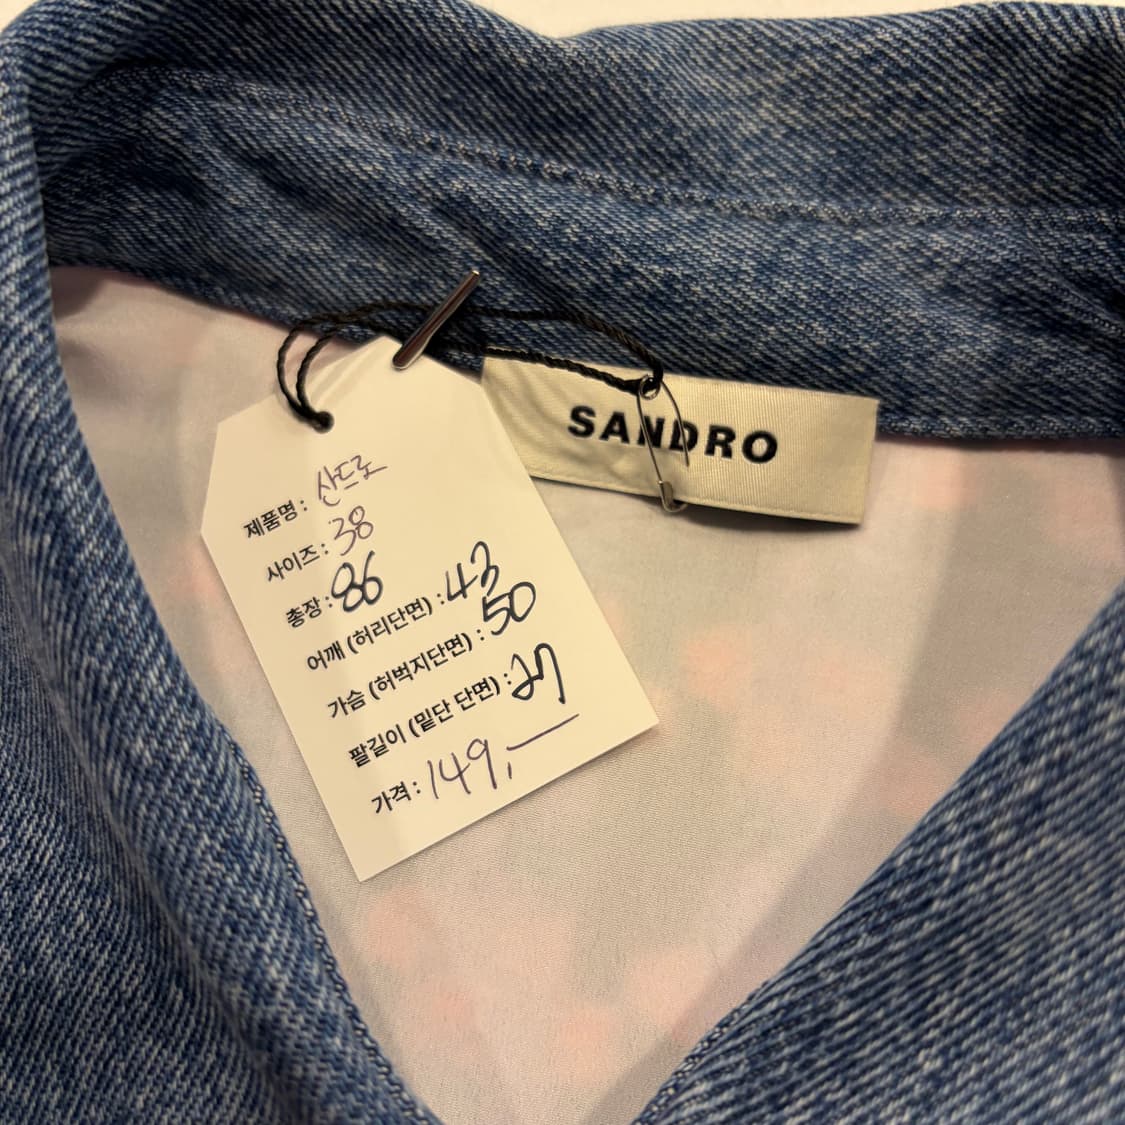 SANDRO
제품명 : 산드로
사이즈 : 38
총장 : 86
어깨 (허리단면) : 43
가슴 (허벅지단면) : 50
팔길이 (밑단 단면) : 27
가격 : 149,—